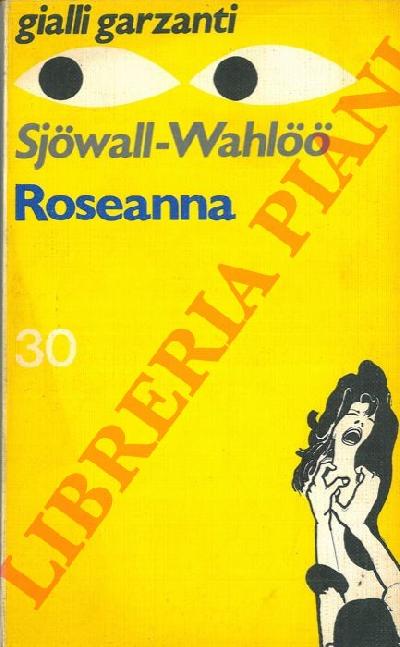 gialli garzanti
Sjöwall-Wahlöö
Roseanna
30
LIBRERIA PIANI